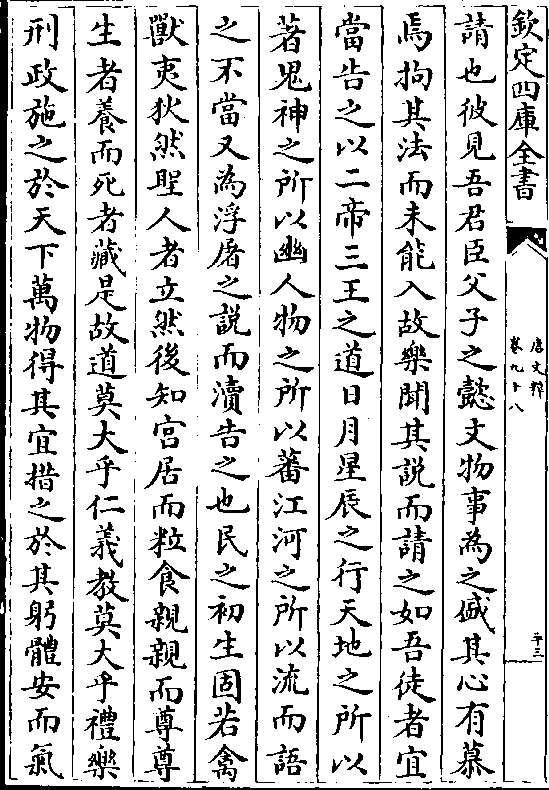 欽定四庫全書
唐文粹
卷九十八
請也彼見吾君臣父子之懿文物事為之盛其心有慕
焉拘其法而未能入故樂聞其說而請之如吾徒者宜
當告之以二帝三王之道日月星辰之行天地之所以
著鬼神之所以幽人物之所以蕃江河之所以流而語
之不當又為浮屠之說而瀆告之也民之初生固若禽
獸夷狄然聖人者立然後知宮居而粒食親親而尊尊
生者養而死者藏是故道莫大乎仁義教莫大乎禮樂
刑政施之於天下萬物得其宜措之於其躬體安而氣